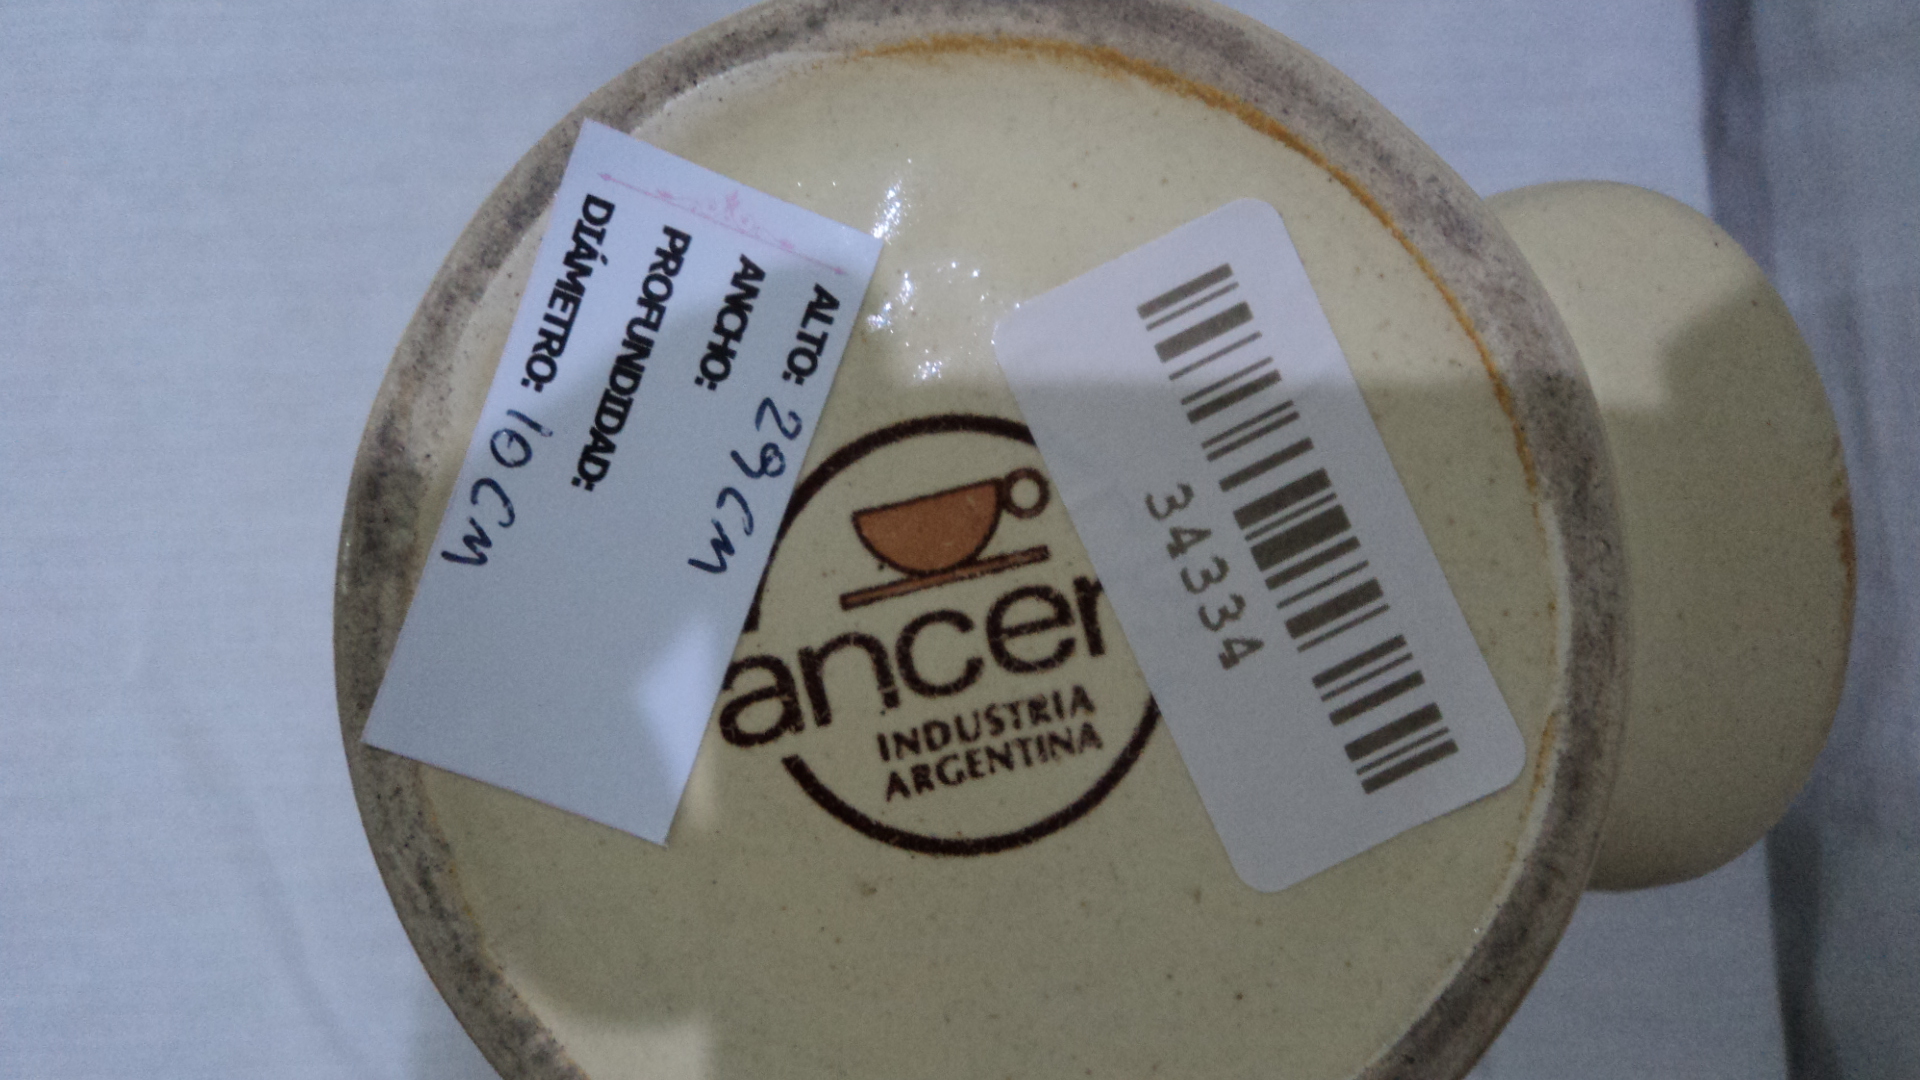 ALTO: 29 cm
ANCHO:
PROFUNDIDAD:
DIÁMETRO: 10 cm
ancer
INDUSTRIA
ARGENTINA
34334